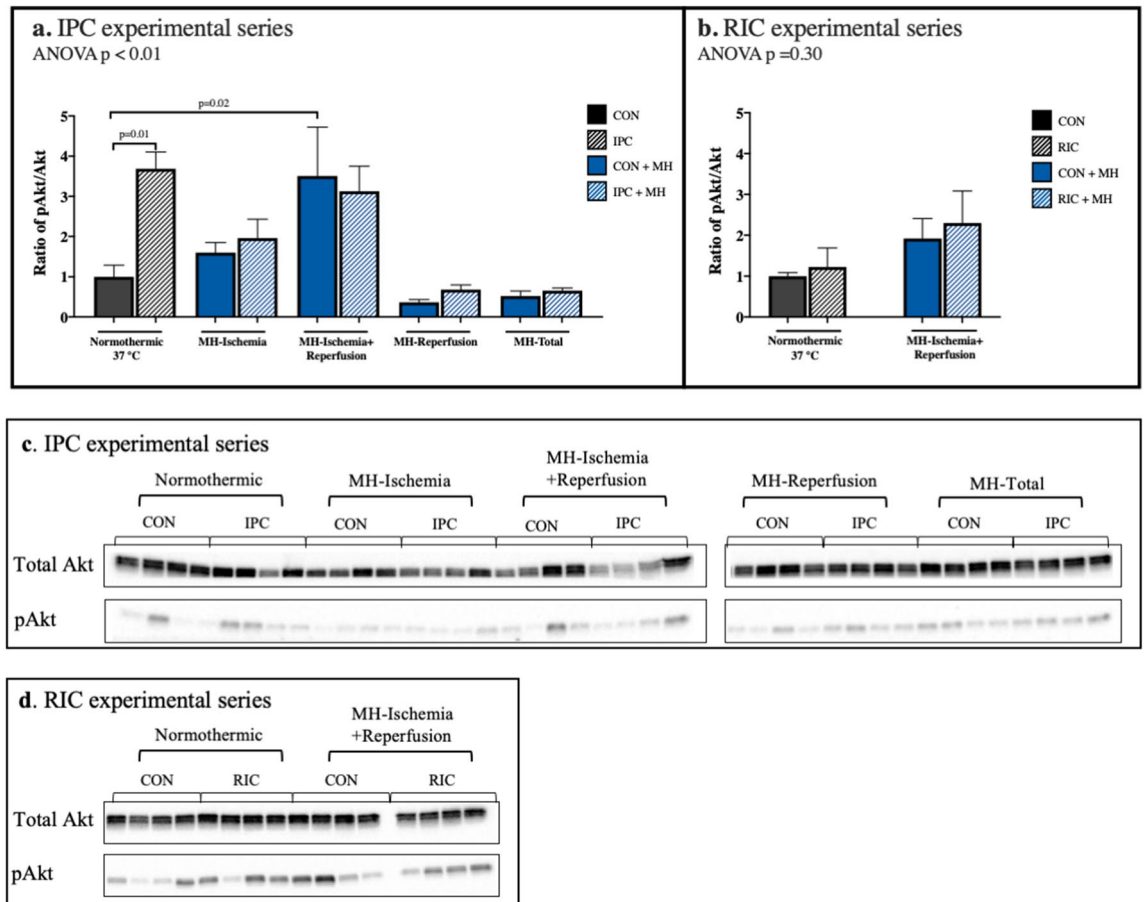 a. IPC experimental series
ANOVA p < 0.01
p=0.02
p=0.01
Ratio of pAkt/Akt
5
4
3
2
1
0
Normothermic
37 °C
MH-Ischemia
MH-Ischemia+
Reperfusion
MH-Reperfusion
MH-Total
CON
IPC
CON + MH
IPC + MH
b. RIC experimental series
ANOVA p =0.30
Ratio of pAkt/Akt
5
4
3
2
1
0
Normothermic
37 °C
MH-Ischemia+
Reperfusion
CON
RIC
CON + MH
RIC + MH
c. IPC experimental series
Normothermic
MH-Ischemia
MH-Ischemia
+Reperfusion
MH-Reperfusion
MH-Total
CON IPC CON IPC CON IPC CON IPC CON IPC
Total Akt
pAkt
d. RIC experimental series
Normothermic
MH-Ischemia
+Reperfusion
CON RIC CON RIC
Total Akt
pAkt